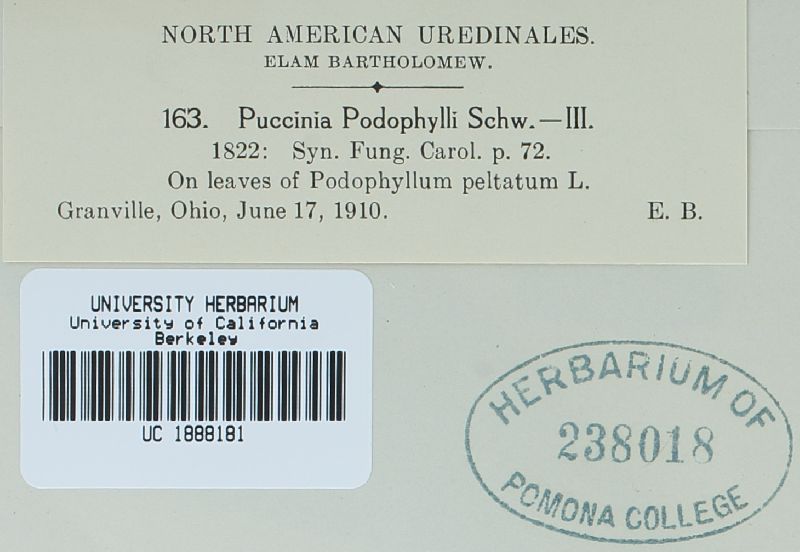 NORTH AMERICAN UREDINALES.
ELAM BARTHOLOMEW.
163. Puccinia Podophylli Schw.—III.
1822: Syn. Fung. Carol. p. 72.
On leaves of Podophyllum peltatum L.
Granville, Ohio, June 17, 1910. E. B.
UNIVERSITY HERBARIUM
University of California
Berkeley
UC 1888181
HERBARIUM OF
238018
POMONA COLLEGE